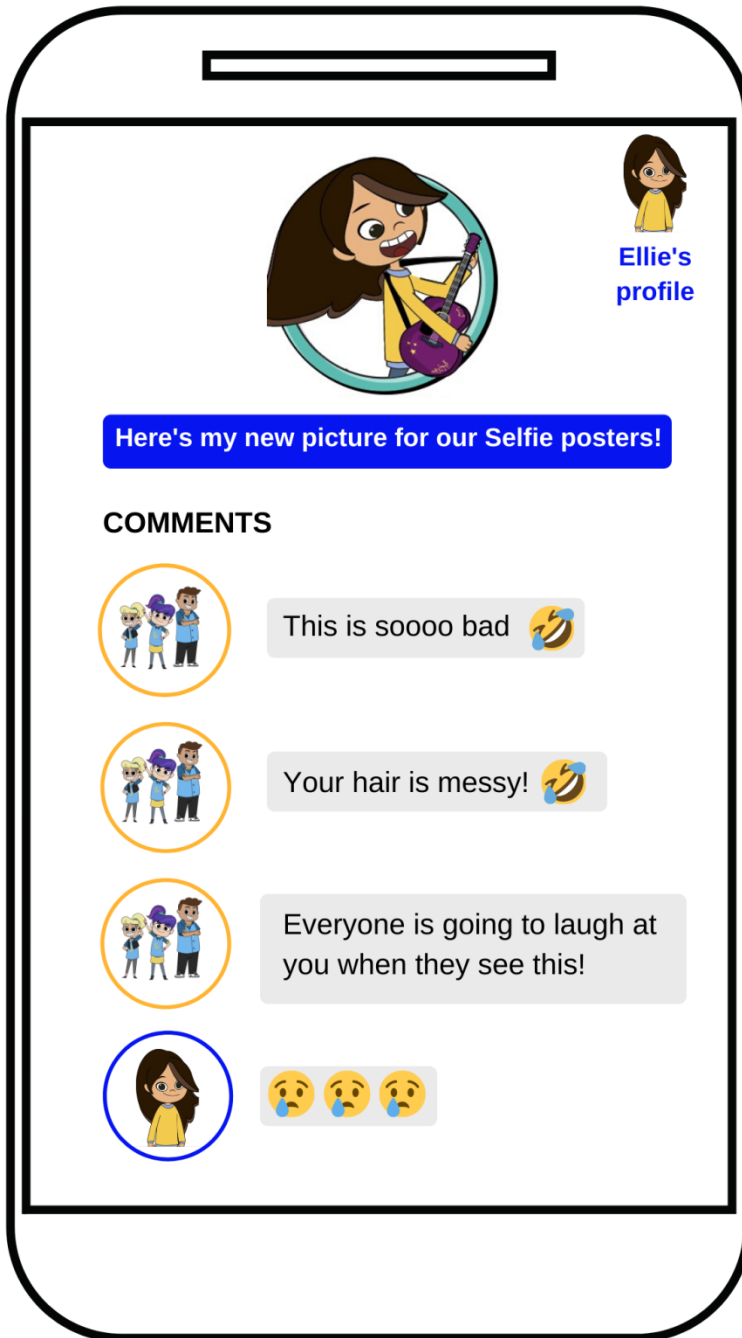 Ellie's
profile
Here's my new picture for our Selfie posters!
COMMENTS
This is soooo bad 🤣
Your hair is messy! 🤣
Everyone is going to laugh at
you when they see this!
😢😢😢